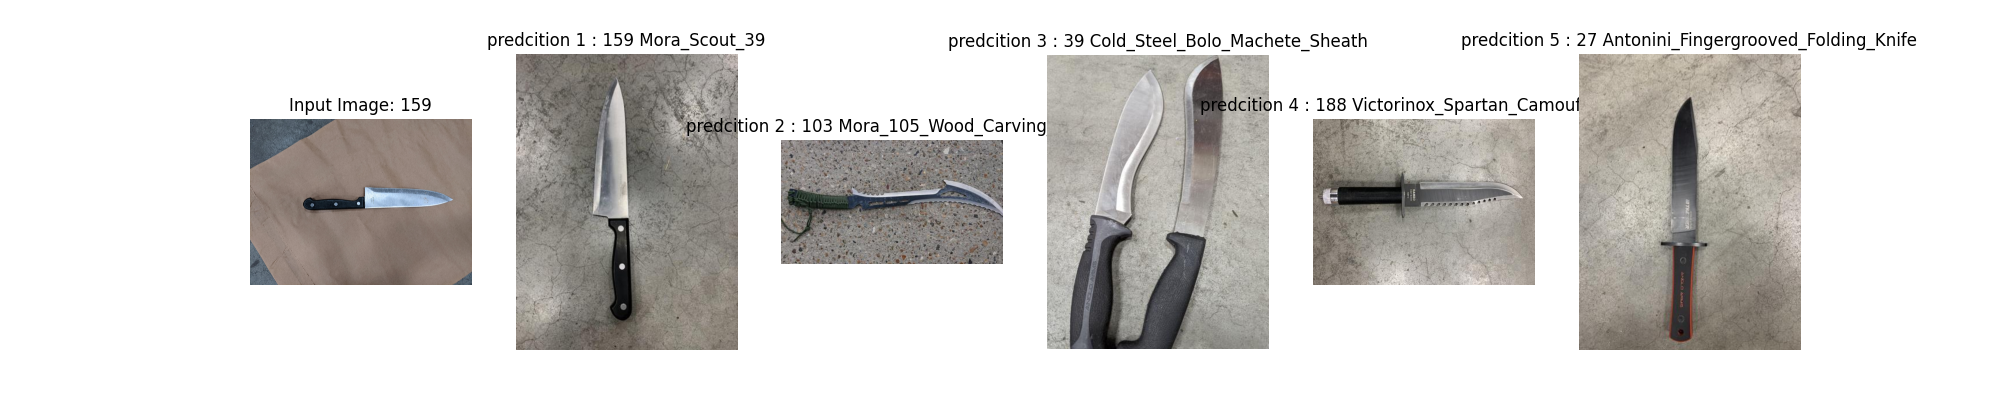 Input Image: 159
predcition 1 : 159 Mora_Scout_39
predcition 2 : 103 Mora_105_Wood_Carving
predcition 3 : 39 Cold_Steel_Bolo_Machete_Sheath
predcition 4 : 188 Victorinox_Spartan_Camouf
predcition 5 : 27 Antonini_Fingergrooved_Folding_Knife